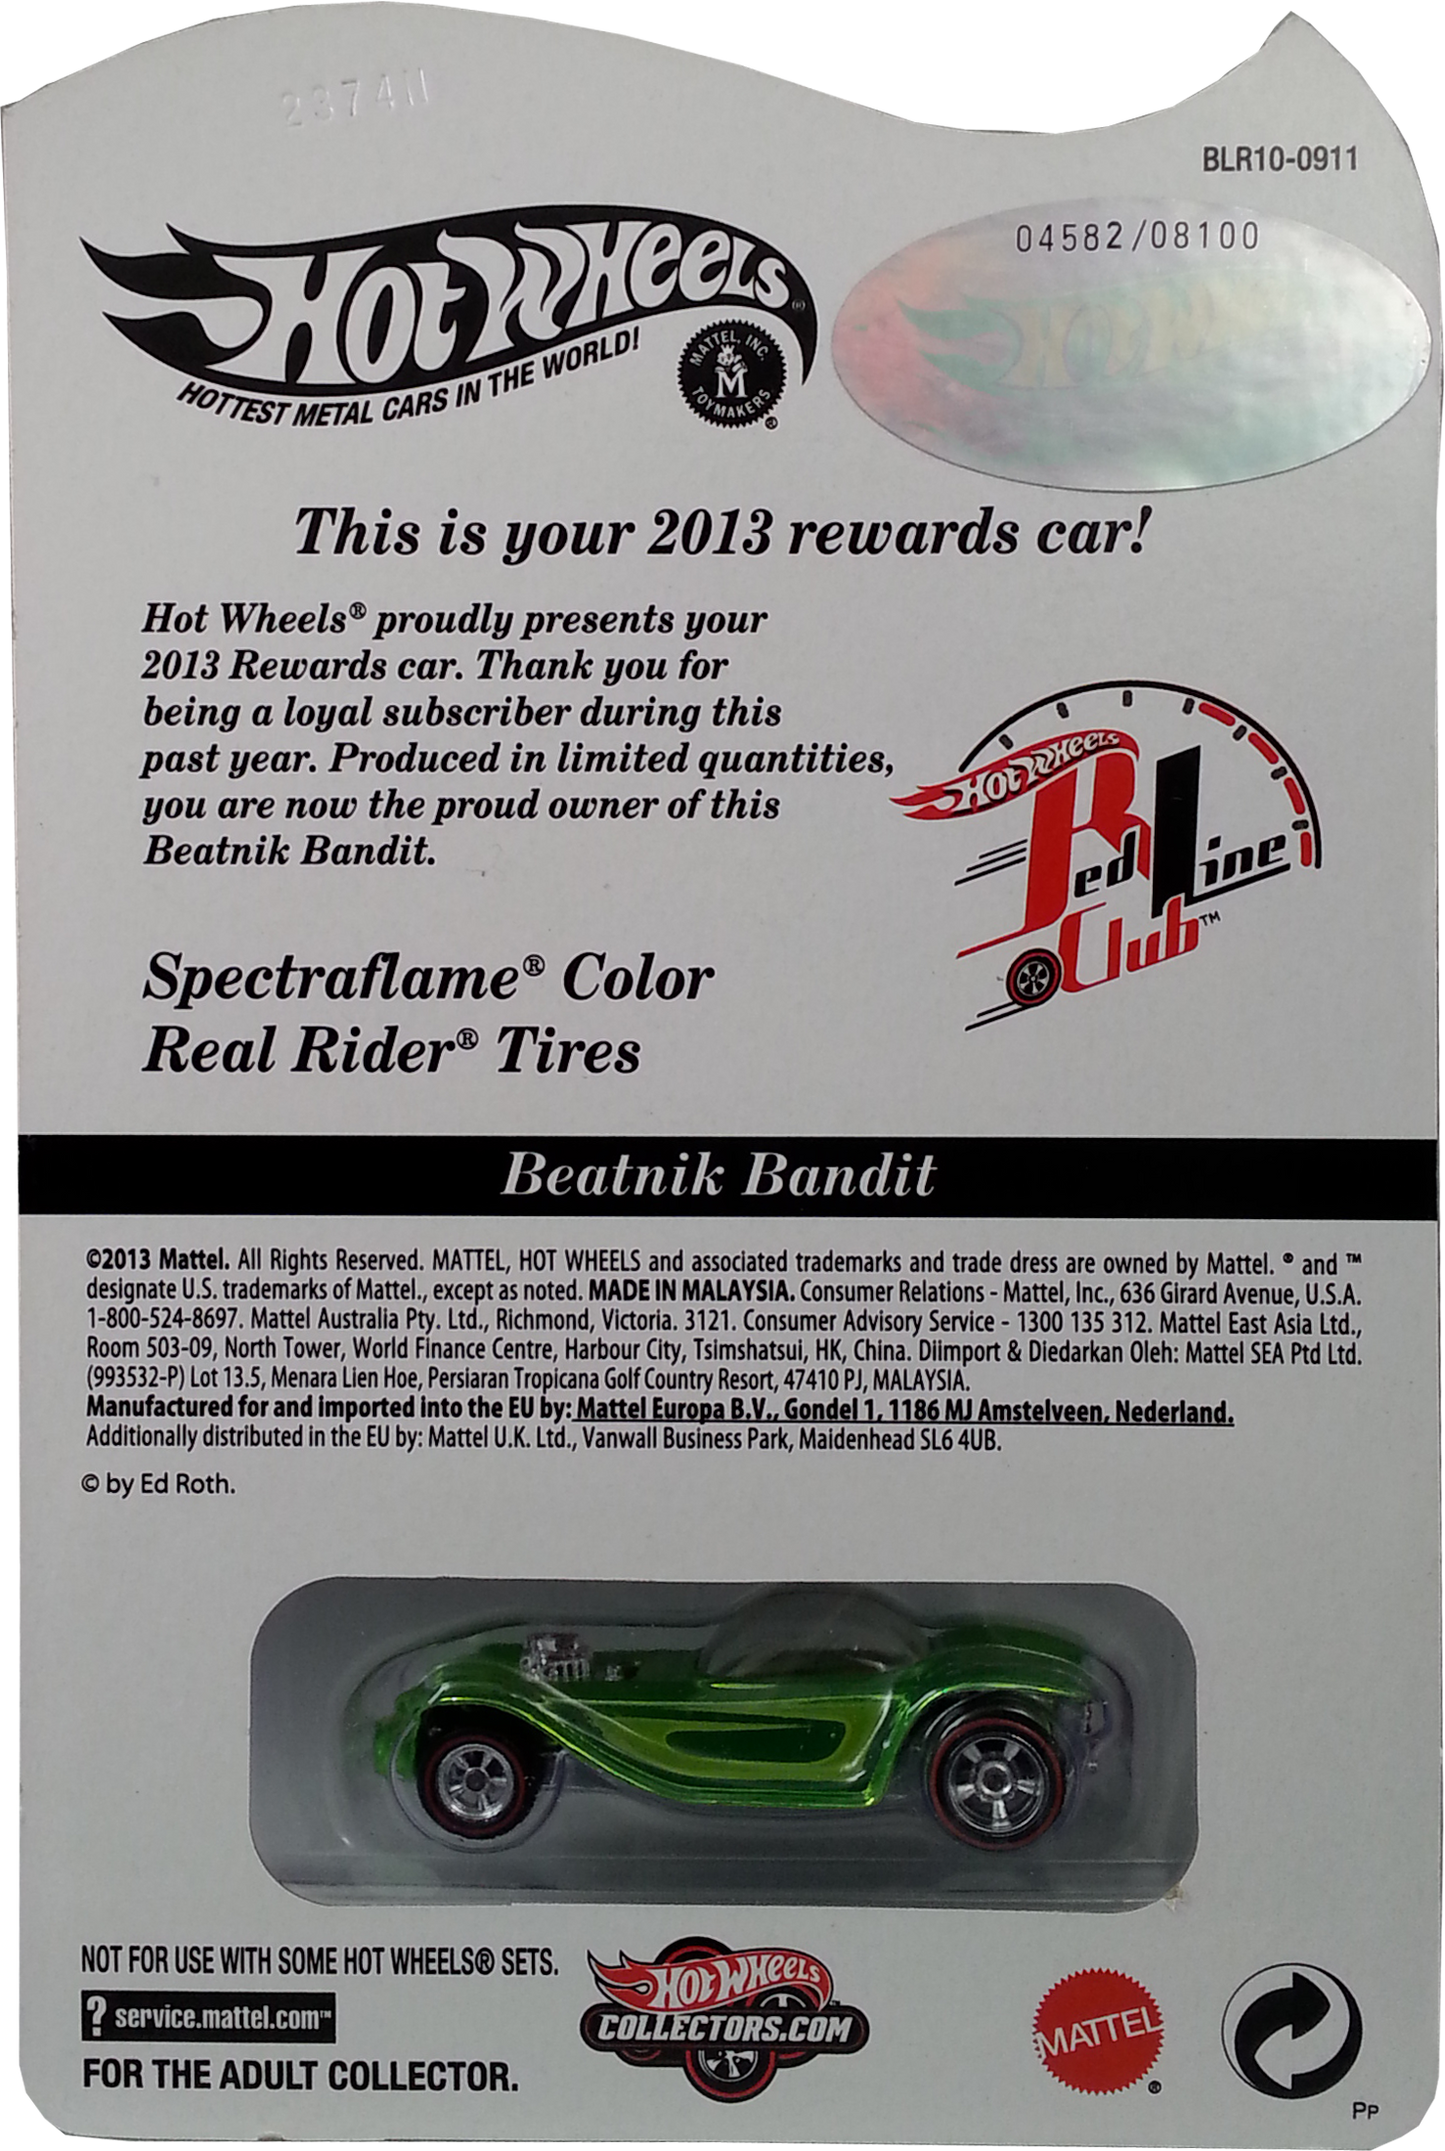 BLR10-0911
04582/08100
HOT WHEELS®
HOTTEST METAL CARS IN THE WORLD!
MATTEL, INC.
M
TOYMAKERS®
This is your 2013 rewards car!
Hot Wheels® proudly presents your
2013 Rewards car. Thank you for
being a loyal subscriber during this
past year. Produced in limited quantities,
you are now the proud owner of this
Beatnik Bandit.
Hot Wheels
Red Line
Club™
Spectraflame® Color
Real Rider® Tires
Beatnik Bandit
©2013 Mattel. All Rights Reserved. MATTEL, HOT WHEELS and associated trademarks and trade dress are owned by Mattel. ® and ™
designate U.S. trademarks of Mattel., except as noted. MADE IN MALAYSIA. Consumer Relations - Mattel, Inc., 636 Girard Avenue, U.S.A.
1-800-524-8697. Mattel Australia Pty. Ltd., Richmond, Victoria. 3121. Consumer Advisory Service - 1300 135 312. Mattel East Asia Ltd.,
Room 503-09, North Tower, World Finance Centre, Harbour City, Tsimshatsui, HK, China. Diimport & Diedarkan Oleh: Mattel SEA Ptd Ltd.
(993532-P) Lot 13.5, Menara Lien Hoe, Persiaran Tropicana Golf Country Resort, 47410 PJ, MALAYSIA.
Manufactured for and imported into the EU by: Mattel Europa B.V., Gondel 1, 1186 MJ Amstelveen, Nederland.
Additionally distributed in the EU by: Mattel U.K. Ltd., Vanwall Business Park, Maidenhead SL6 4UB.
© by Ed Roth.
NOT FOR USE WITH SOME HOT WHEELS® SETS.
? service.mattel.com™
FOR THE ADULT COLLECTOR.
HOT WHEELS™
COLLECTORS.COM
MATTEL®
PP